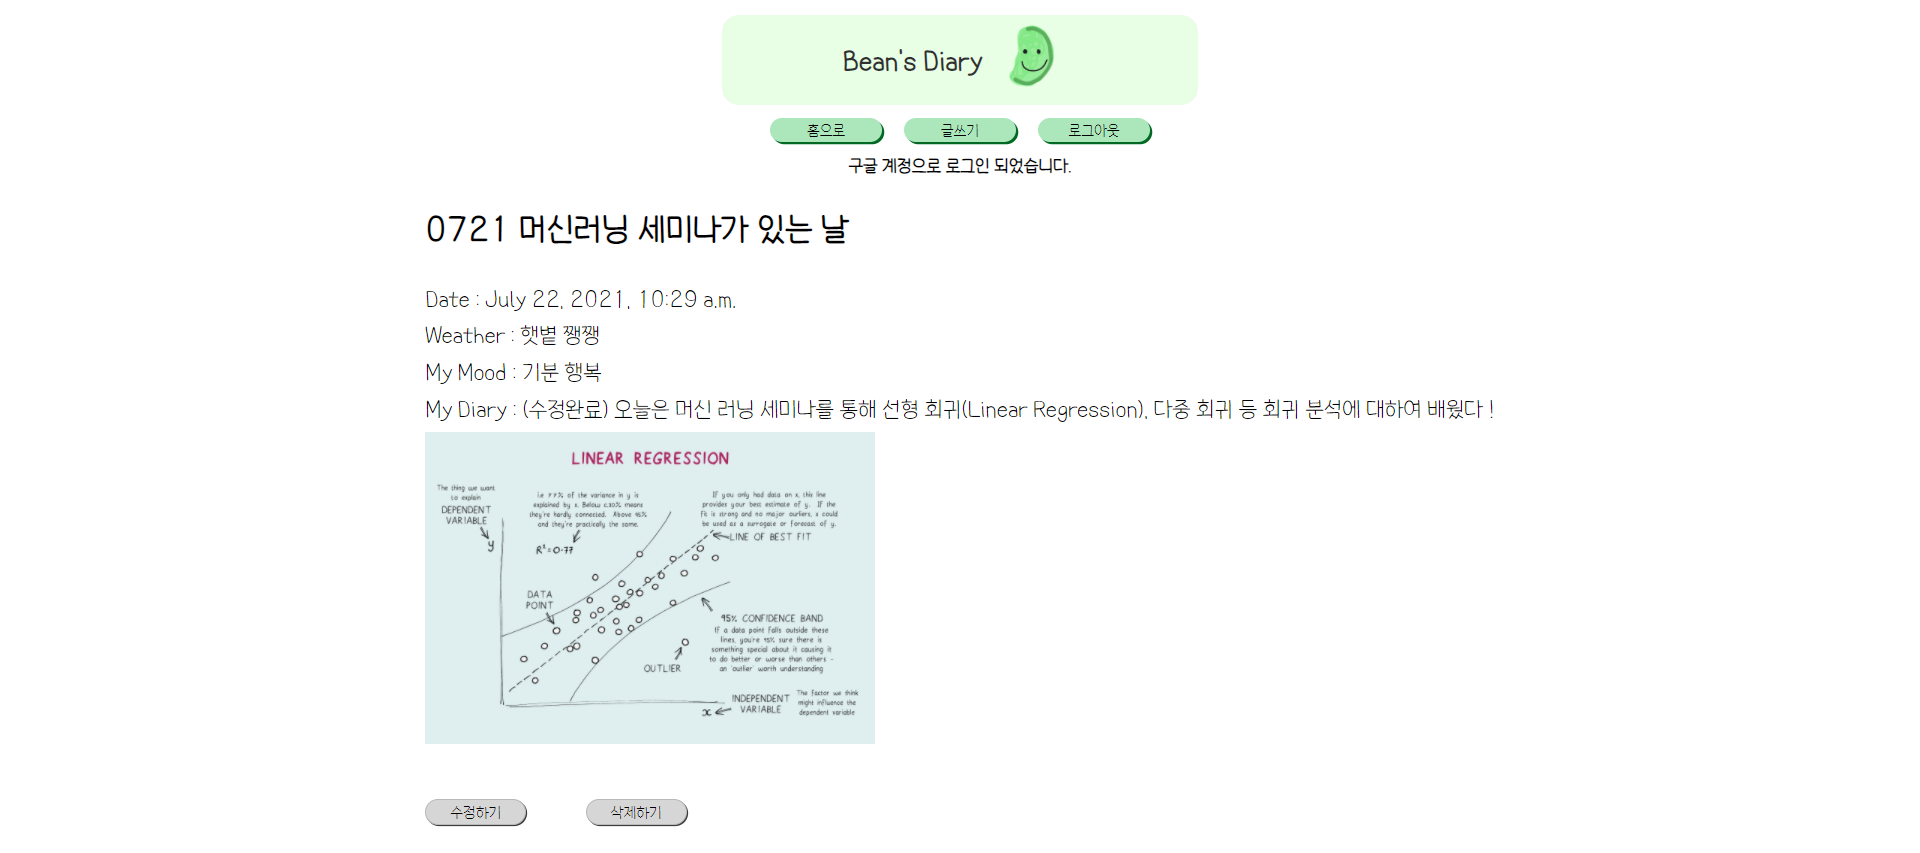 Bean's Diary
홈으로 글쓰기 로그아웃
구글 계정으로 로그인 되었습니다.
0721 머신러닝 세미나가 있는 날
Date : July 22, 2021, 10:29 a.m.
Weather : 햇볕 쨍쨍
My Mood : 기분 행복
My Diary : (수정완료) 오늘은 머신 러닝 세미나를 통해 선형 회귀(Linear Regression), 다중 회귀 등 회귀 분석에 대하여 배웠다 !
LINEAR REGRESSION
The thing we want
to explain
DEPENDENT
VARIABLE
y
i.e 77% of the variance in y is
explained by x. Below c.30% means
they're hardly connected. Above 95%
and they're practically the same.
R²=0.77
If you only had data on x, this line
provides your best estimate of y. If the
fit is strong and no major outliers, x could
be used as a surrogate or forecast of y.
LINE OF BEST FIT
DATA
POINT
95% CONFIDENCE BAND
If a data point falls outside these
lines, you're 95% sure there is
something special about it causing it
to do better or worse than others -
an 'outlier' worth understanding
OUTLIER
INDEPENDENT
VARIABLE
x
The factor we think
might influence the
dependent variable
수정하기 삭제하기